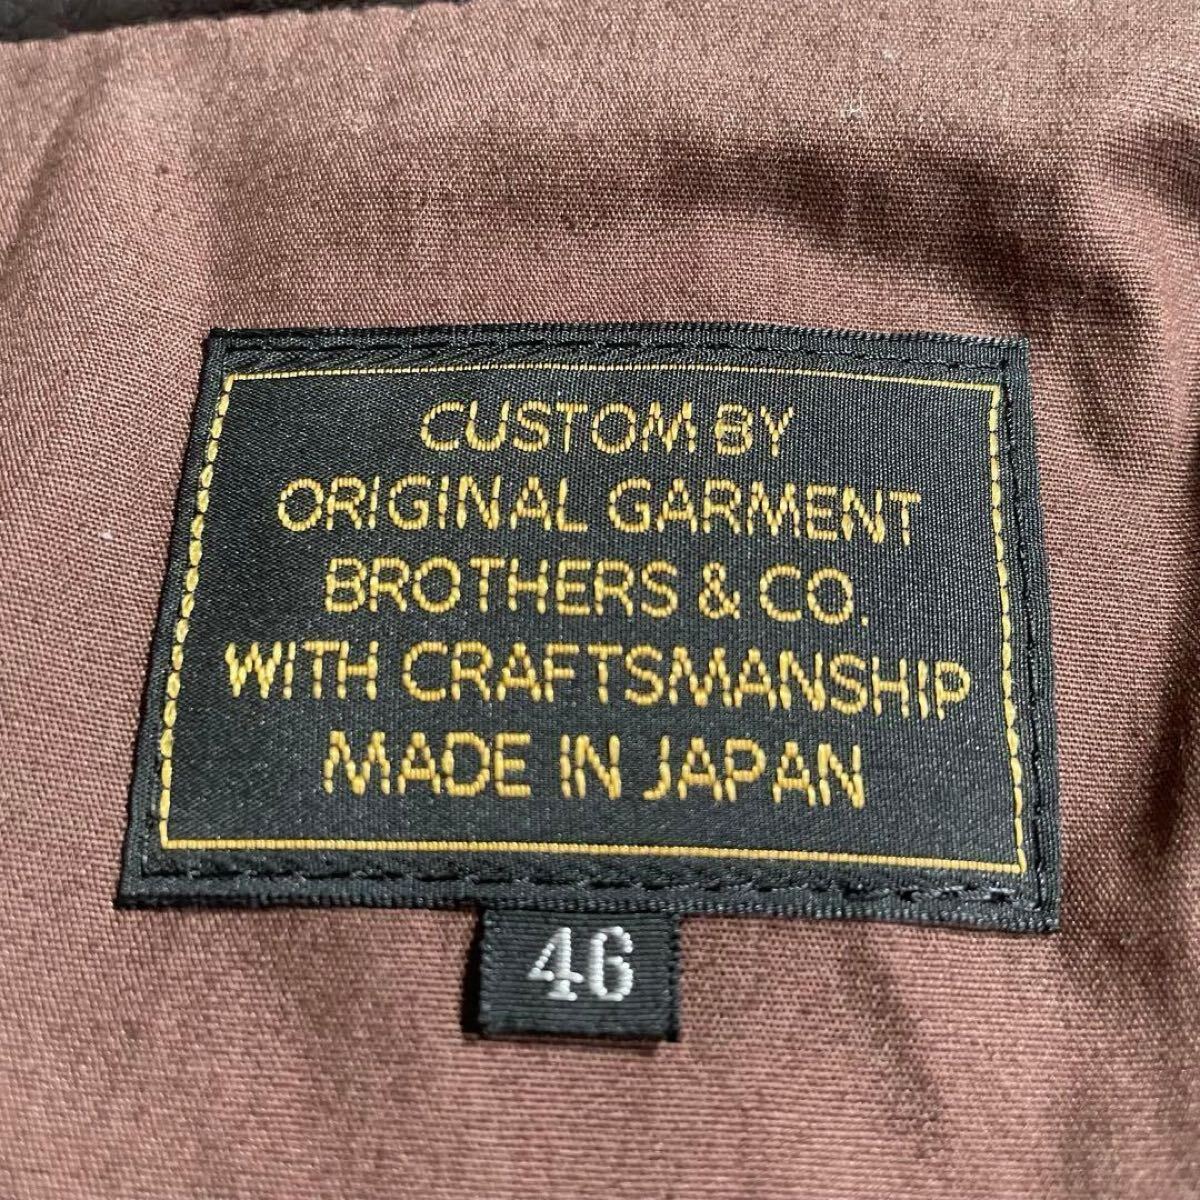 CUSTOM BY
ORIGINAL GARMENT
BROTHERS & CO.
WITH CRAFTSMANSHIP
MADE IN JAPAN
46